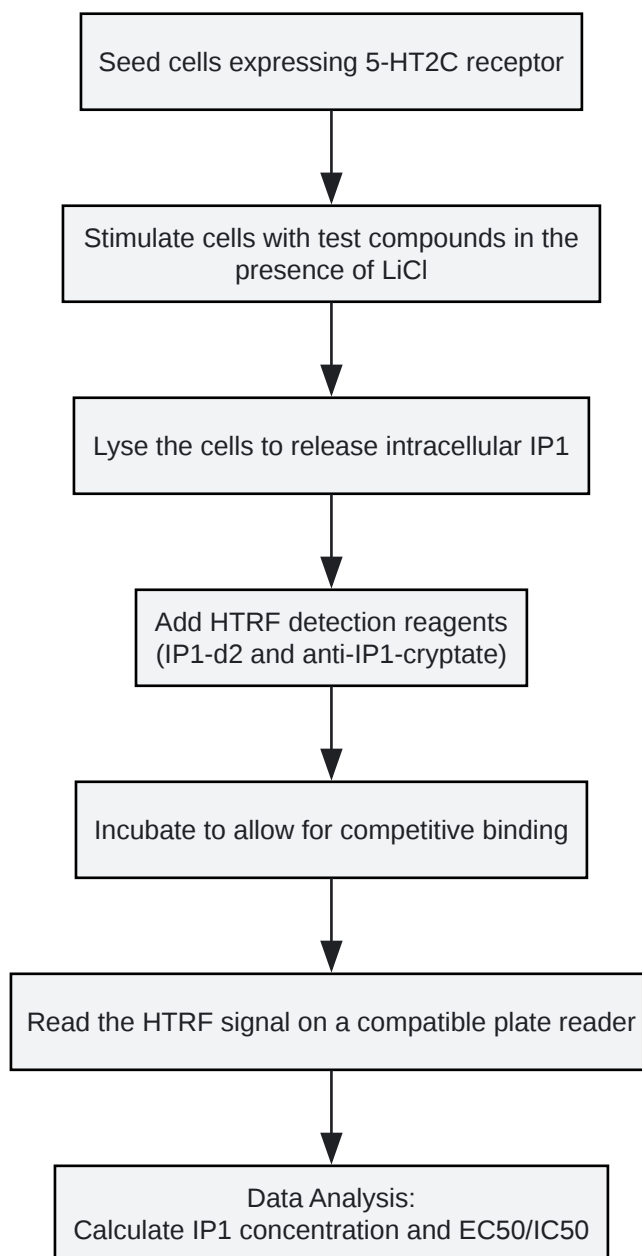 Seed cells expressing 5-HT2C receptor
Stimulate cells with test compounds in the
presence of LiCl
Lyse the cells to release intracellular IP1
Add HTRF detection reagents
(IP1-d2 and anti-IP1-cryptate)
Incubate to allow for competitive binding
Read the HTRF signal on a compatible plate reader
Data Analysis:
Calculate IP1 concentration and EC50/IC50